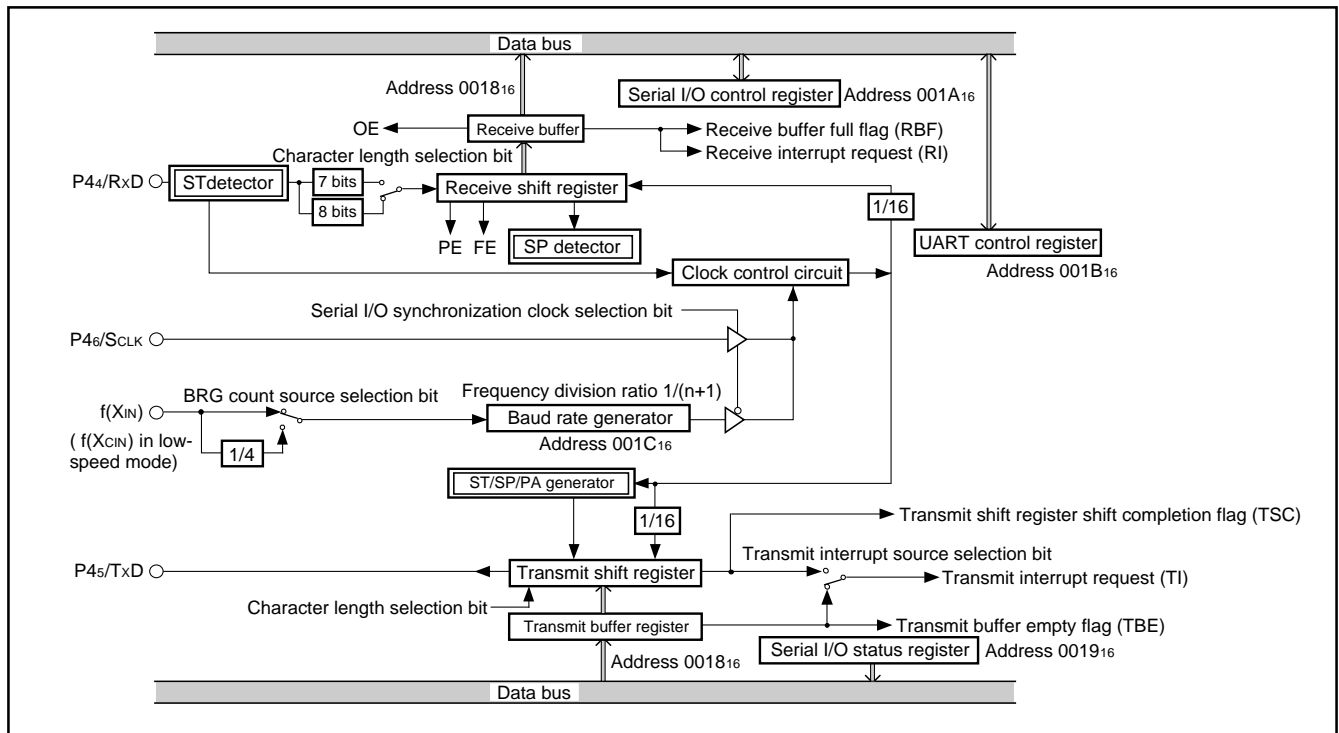 Data bus
Address 0018₁₆
Serial I/O control register Address 001A₁₆
OE
Receive buffer
Receive buffer full flag (RBF)
Receive interrupt request (RI)
Character length selection bit
P4₄/RxD
STdetector
7 bits
8 bits
Receive shift register
1/16
PE FE
SP detector
UART control register
Address 001B₁₆
Clock control circuit
Serial I/O synchronization clock selection bit
P4₆/SCLK
BRG count source selection bit
Frequency division ratio 1/(n+1)
f(XIN)
Baud rate generator
Address 001C₁₆
( f(XCIN) in low-
speed mode)
1/4
ST/SP/PA generator
1/16
Transmit shift register shift completion flag (TSC)
Transmit interrupt source selection bit
P4₅/TxD
Transmit shift register
Transmit interrupt request (TI)
Character length selection bit
Transmit buffer register
Transmit buffer empty flag (TBE)
Address 0018₁₆
Serial I/O status register Address 0019₁₆
Data bus